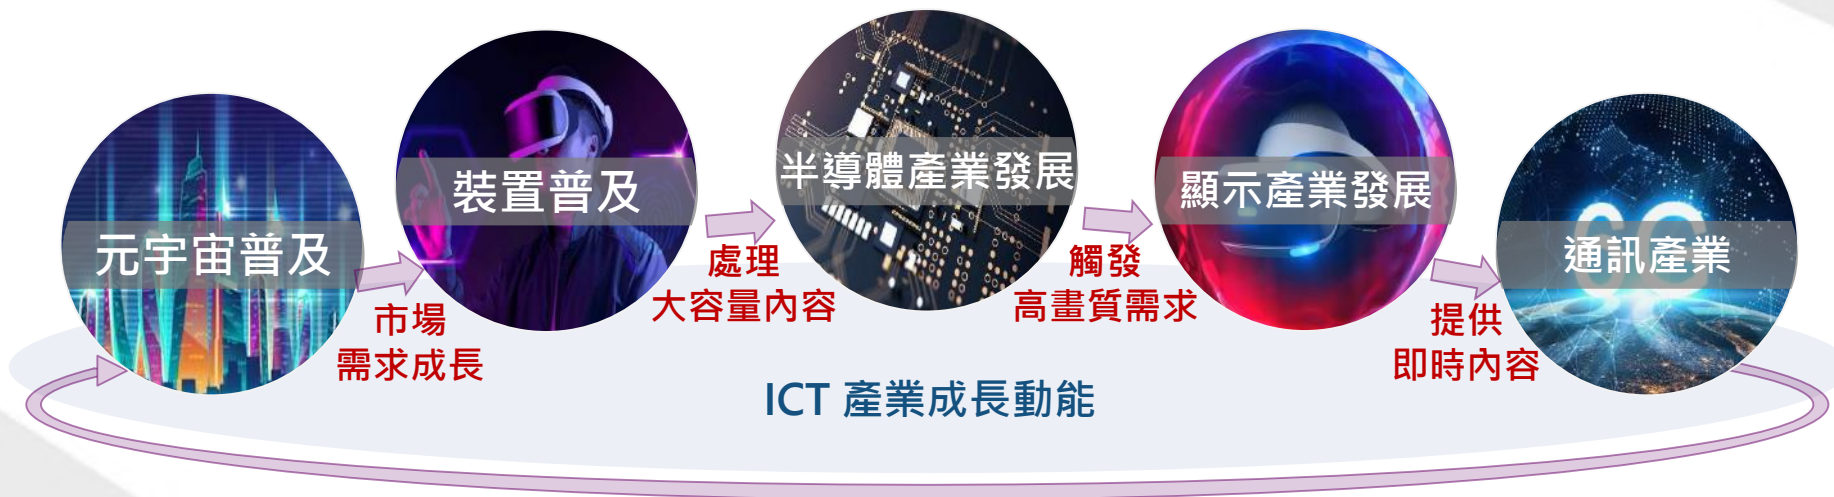 元宇宙普及
市場
需求成長
裝置普及
處理
大容量內容
半導體產業發展
觸發
高畫質需求
顯示產業發展
提供
即時內容
6G
通訊產業
ICT 產業成長動能